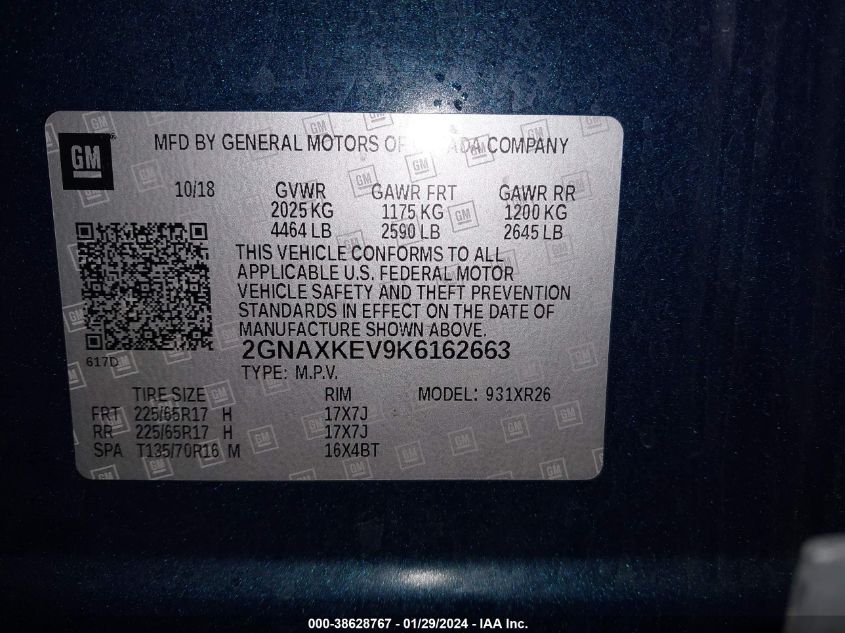 GM
MFD BY GENERAL MOTORS OF CANADA COMPANY
10/18 GVWR GAWR FRT GAWR RR
2025 KG 1175 KG 1200 KG
4464 LB 2590 LB 2645 LB
THIS VEHICLE CONFORMS TO ALL
APPLICABLE U.S. FEDERAL MOTOR
VEHICLE SAFETY AND THEFT PREVENTION
STANDARDS IN EFFECT ON THE DATE OF
MANUFACTURE SHOWN ABOVE.
617D
2GNAXKEV9K6162663
TYPE: M.P.V.
TIRE SIZE RIM MODEL: 931XR26
FRT 225/65R17 H 17X7J
RR 225/65R17 H 17X7J
SPA T135/70R16 M 16X4BT
000-38628767 - 01/29/2024 - IAA Inc.